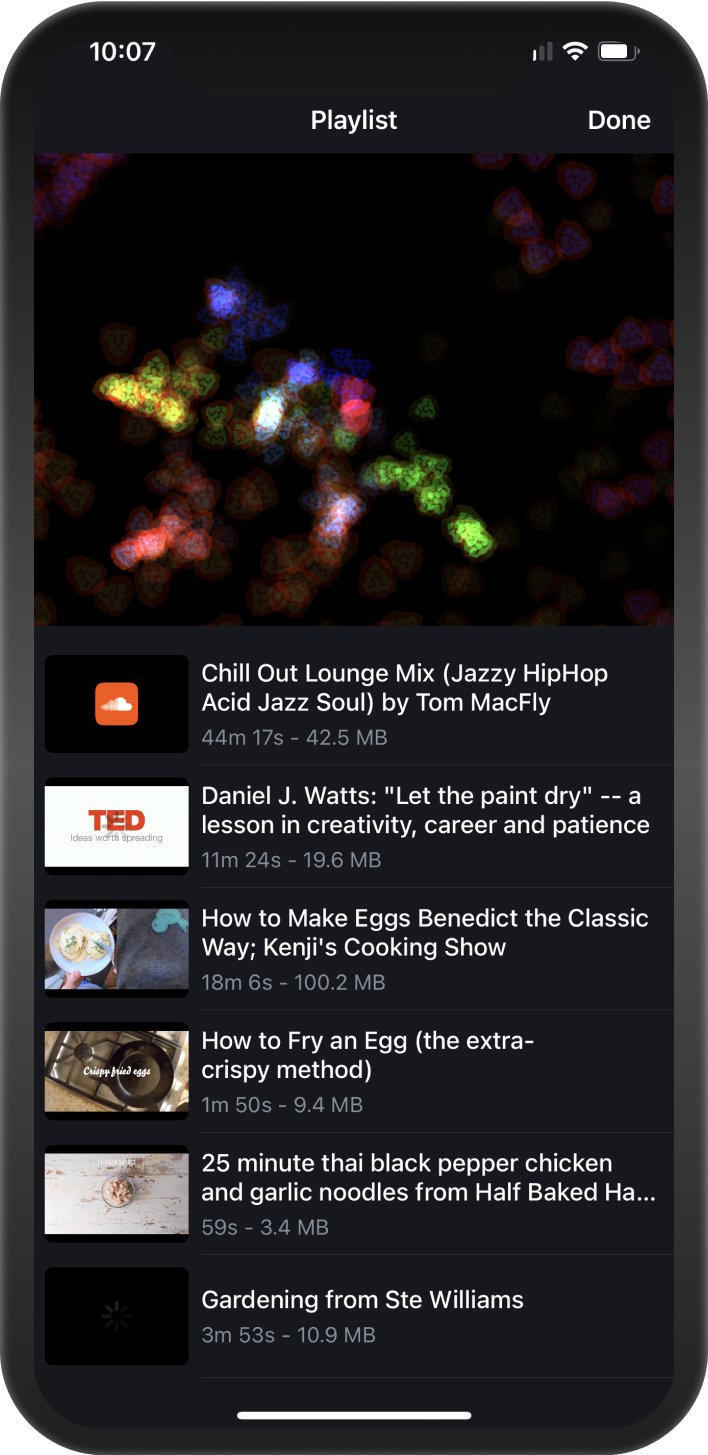 10:07
Playlist
Done
Chill Out Lounge Mix (Jazzy HipHop
Acid Jazz Soul) by Tom MacFly
44m 17s - 42.5 MB
TED
Ideas worth spreading
Daniel J. Watts: "Let the paint dry" -- a
lesson in creativity, career and patience
11m 24s - 19.6 MB
How to Make Eggs Benedict the Classic
Way; Kenji's Cooking Show
18m 6s - 100.2 MB
Crispy fried eggs
How to Fry an Egg (the extra-
crispy method)
1m 50s - 9.4 MB
25 minute thai black pepper chicken
and garlic noodles from Half Baked Ha...
59s - 3.4 MB
Gardening from Ste Williams
3m 53s - 10.9 MB